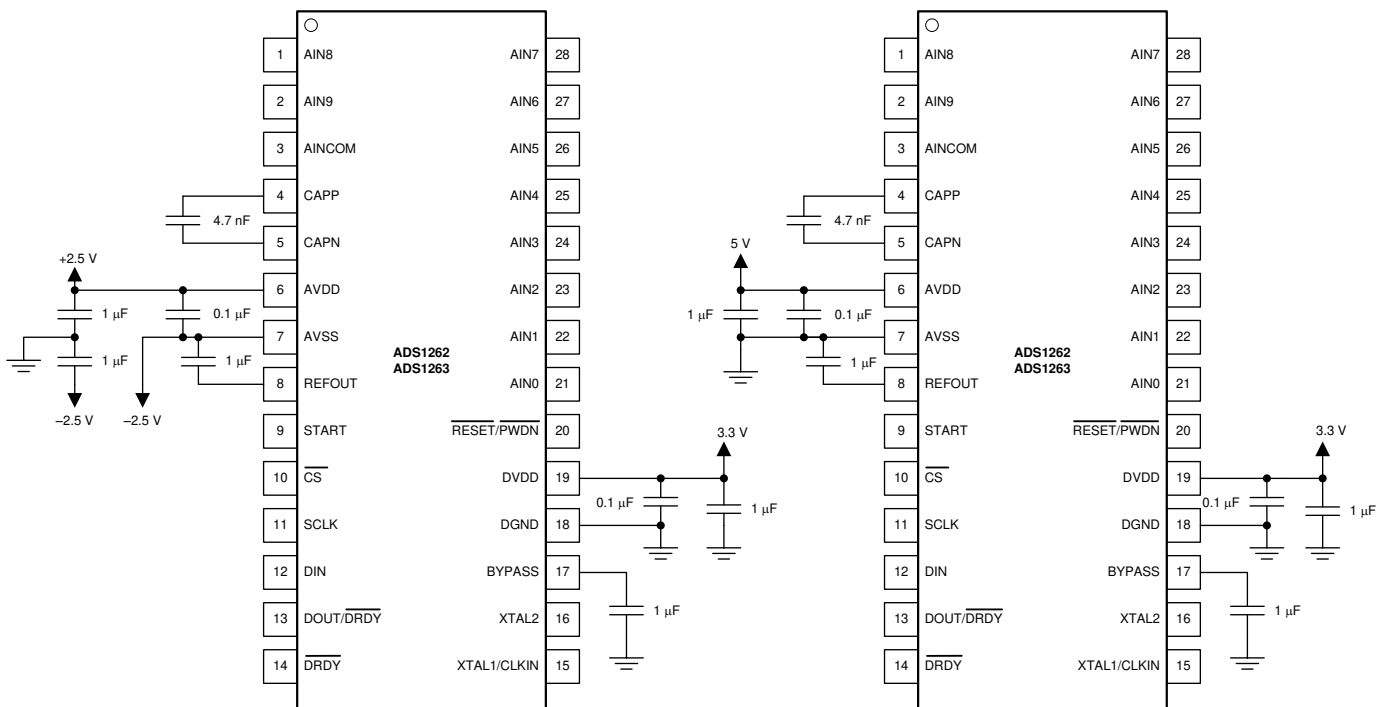 1 AIN8 AIN7 28
2 AIN9 AIN6 27
3 AINCOM AIN5 26
4 CAPP AIN4 25
4.7 nF
5 CAPN AIN3 24
+2.5 V
6 AVDD AIN2 23
1 µF 0.1 µF
7 AVSS AIN1 22
1 µF 1 µF
ADS1262
ADS1263
8 REFOUT AIN0 21
–2.5 V –2.5 V
9 START RESET/PWDN 20
3.3 V
10 CS DVDD 19
0.1 µF 1 µF
11 SCLK DGND 18
12 DIN BYPASS 17
1 µF
13 DOUT/DRDY XTAL2 16
14 DRDY XTAL1/CLKIN 15
1 AIN8 AIN7 28
2 AIN9 AIN6 27
3 AINCOM AIN5 26
4 CAPP AIN4 25
4.7 nF
5 CAPN AIN3 24
5 V
6 AVDD AIN2 23
1 µF 0.1 µF
7 AVSS AIN1 22
1 µF
ADS1262
ADS1263
8 REFOUT AIN0 21
9 START RESET/PWDN 20
3.3 V
10 CS DVDD 19
0.1 µF 1 µF
11 SCLK DGND 18
12 DIN BYPASS 17
1 µF
13 DOUT/DRDY XTAL2 16
14 DRDY XTAL1/CLKIN 15